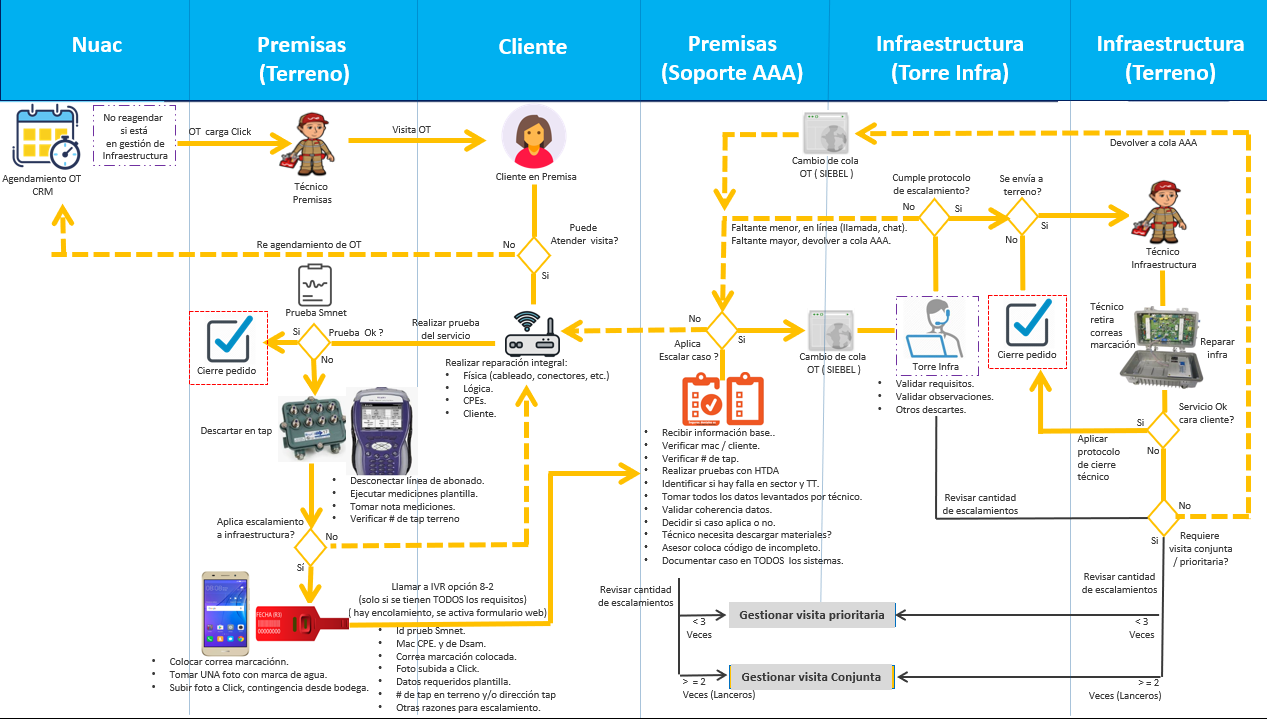 Nuac
Premisas
(Terreno)
Cliente
Premisas
(Soporte AAA)
Infraestructura
(Torre Infra)
Infraestructura
(Terreno)
No reagendar
si está
en gestión de
Infraestructura
Agendamiento OT
CRM
OT carga Click
Técnico
Premisas
Visita OT
Cliente en Premisa
Puede
Atender visita?
No
Si
Re agendamiento de OT
Prueba Smnet
Si
Prueba Ok ?
No
Cierre pedido
Realizar prueba
del servicio
Realizar reparación integral:
• Física (cableado, conectores, etc.)
• Lógica.
• CPEs.
• Cliente.
Descartar en tap
• Desconectar línea de abonado.
• Ejecutar mediciones plantilla.
• Tomar nota mediciones.
• Verificar # de tap terreno
Aplica escalamiento
a infraestructura?
No
Sí
FECHA (R3)
Llamar a IVR opción 8-2
(solo si se tienen TODOS los requisitos)
( hay encolamiento, se activa formulario web)
• Id prueb Smnet.
• Mac CPE. y de Dsam.
• Correa marcación colocada.
• Foto subida a Click.
• Datos requeridos plantilla.
• # de tap en terreno y/o dirección tap
• Otras razones para escalamiento.
• Colocar correa marcaciónn.
• Tomar UNA foto con marca de agua.
• Subir foto a Click, contingencia desde bodega.
Cambio de cola
OT ( SIEBEL )
Devolver a cola AAA
Cumple protocolo
de escalamiento?
No
Si
Se envía a
terreno?
Si
No
Faltante menor, en línea (llamada, chat).
Faltante mayor, devolver a cola AAA.
Técnico
Infraestructura
No
Aplica
Escalar caso ?
Si
Cambio de cola
OT ( SIEBEL )
Torre Infra
Cierre pedido
Técnico
retira
correas
marcación
Reparar
infra
• Validar requisitos.
• Validar observaciones.
• Otros descartes.
• Recibir información base..
• Verificar mac / cliente.
• Verificar # de tap.
• Realizar pruebas con HTDA
• Identificar si hay falla en sector y TT.
• Tomar todos los datos levantados por técnico.
• Validar coherencia datos.
• Decidir si caso aplica o no.
• Técnico necesita descargar materiales?
• Asesor coloca código de incompleto.
• Documentar caso en TODOS los sistemas.
Servicio Ok
cara cliente?
Si
No
Aplicar
protocolo
de cierre
técnico
Revisar cantidad
de escalamientos
No
Si
Requiere
visita conjunta
/ prioritaria?
Revisar cantidad
de escalamientos
Revisar cantidad
de escalamientos
< 3
Veces
Gestionar visita prioritaria
< 3
Veces
> = 2
Veces (Lanceros)
Gestionar visita Conjunta
> = 2
Veces (Lanceros)